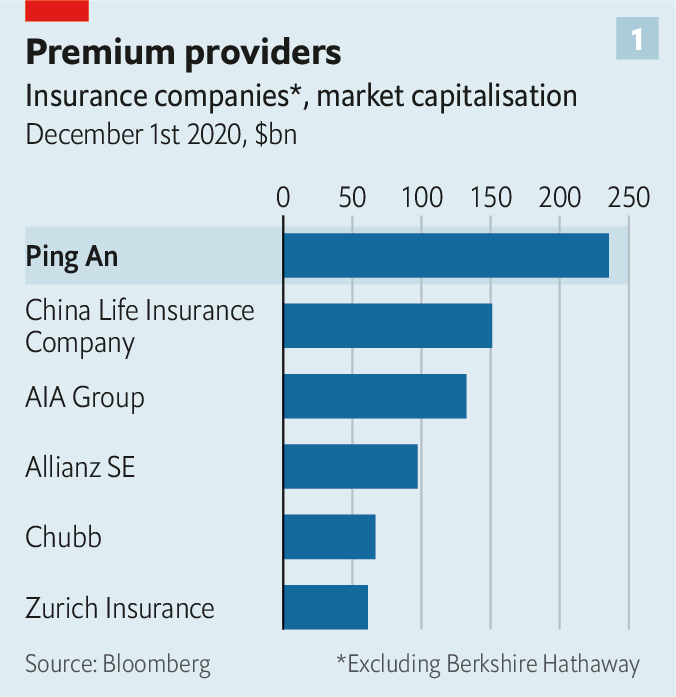 1
Premium providers
Insurance companies*, market capitalisation
December 1st 2020, $bn
0 50 100 150 200 250
Ping An
China Life Insurance
Company
AIA Group
Allianz SE
Chubb
Zurich Insurance
Source: Bloomberg
*Excluding Berkshire Hathaway